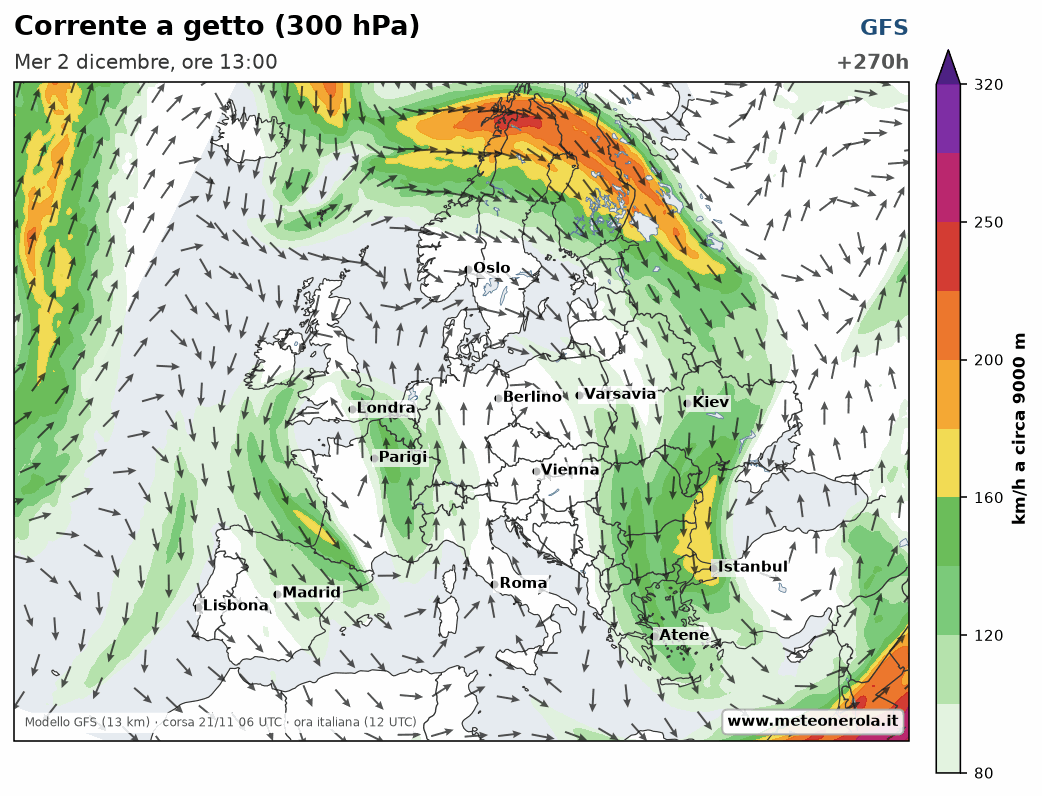 Corrente a getto (300 hPa)
GFS
Mer 2 dicembre, ore 13:00
+270h
320
250
200
160
120
80
km/h a circa 9000 m
Oslo
Londra
Berlino
Varsavia
Kiev
Parigi
Vienna
Istanbul
Roma
Madrid
Lisbona
Atene
Modello GFS (13 km) · corsa 21/11 06 UTC · ora italiana (12 UTC)
www.meteonerola.it